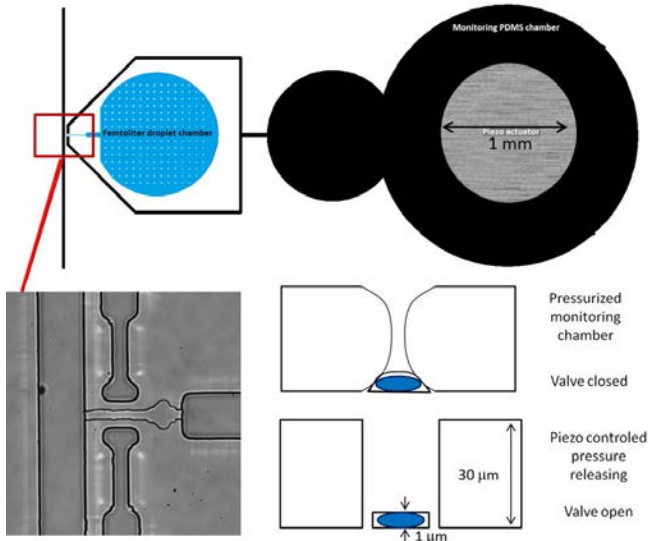 Monitoring PDMS chamber
Femtoliter droplet chamber
Piezo actuator
1 mm
Pressurized
monitoring
chamber
Valve closed
Piezo controled
pressure
releasing
30 µm
Valve open
1 µm